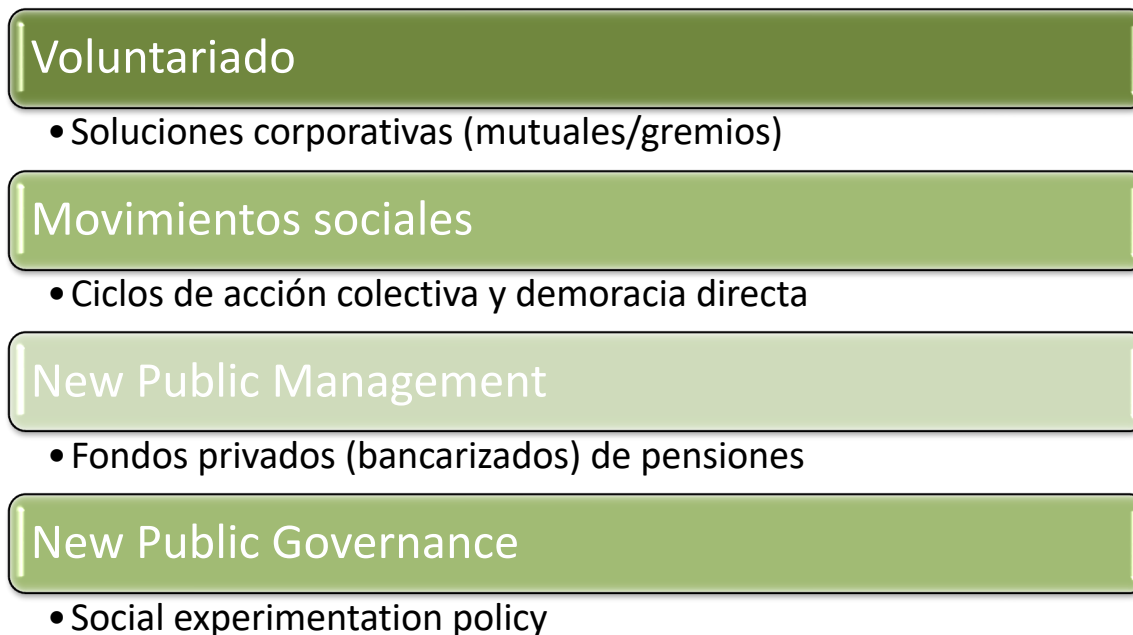 Voluntariado
• Soluciones corporativas (mutuales/gremios)
Movimientos sociales
• Ciclos de acción colectiva y demoracia directa
New Public Management
• Fondos privados (bancarizados) de pensiones
New Public Governance
• Social experimentation policy